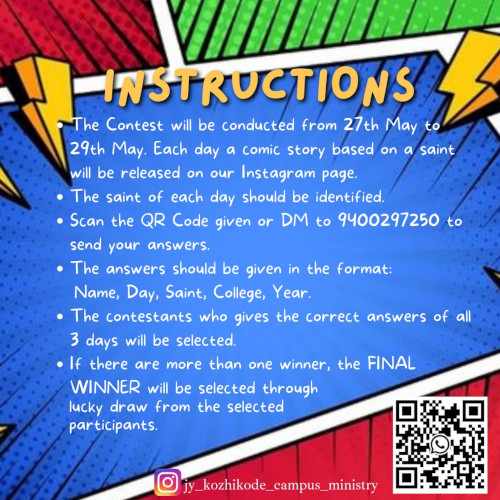 INSTRUCTIONS
• The Contest will be conducted from 27th May to
29th May. Each day a comic story based on a saint
will be released on our Instagram page.
• The saint of each day should be identified.
• Scan the QR Code given or DM to 9400297250 to
send your answers.
• The answers should be given in the format:
Name, Day, Saint, College, Year.
• The contestants who gives the correct answers of all
3 days will be selected.
• If there are more than one winner, the FINAL
WINNER will be selected through
lucky draw from the selected
participants.
jy_kozhikode_campus_ministry